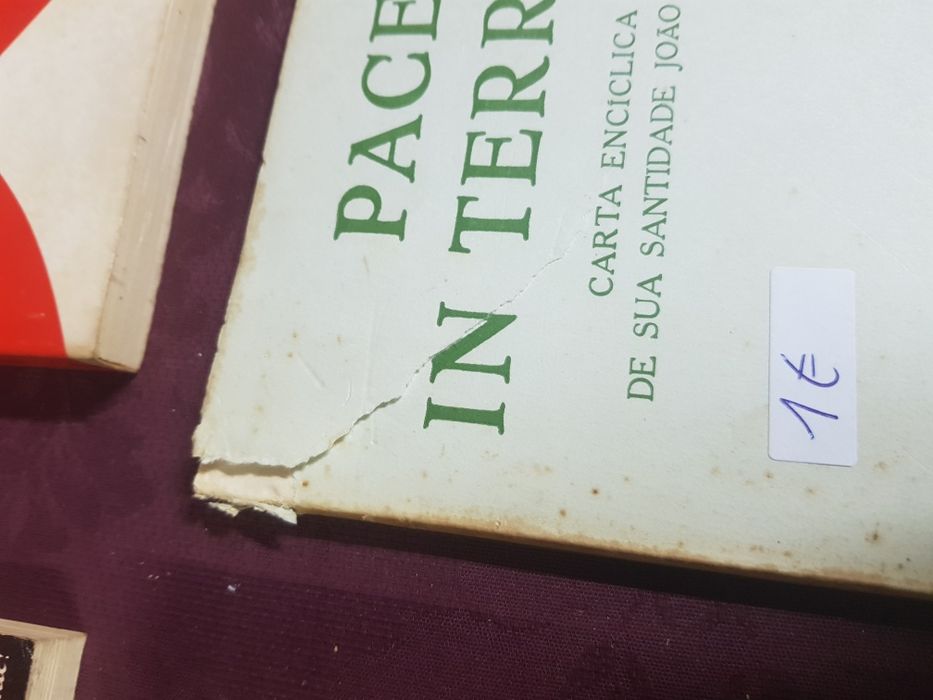 PACE
IN TERR
CARTA ENCÍCLICA
DE SUA SANTIDADE JOÃO
1€